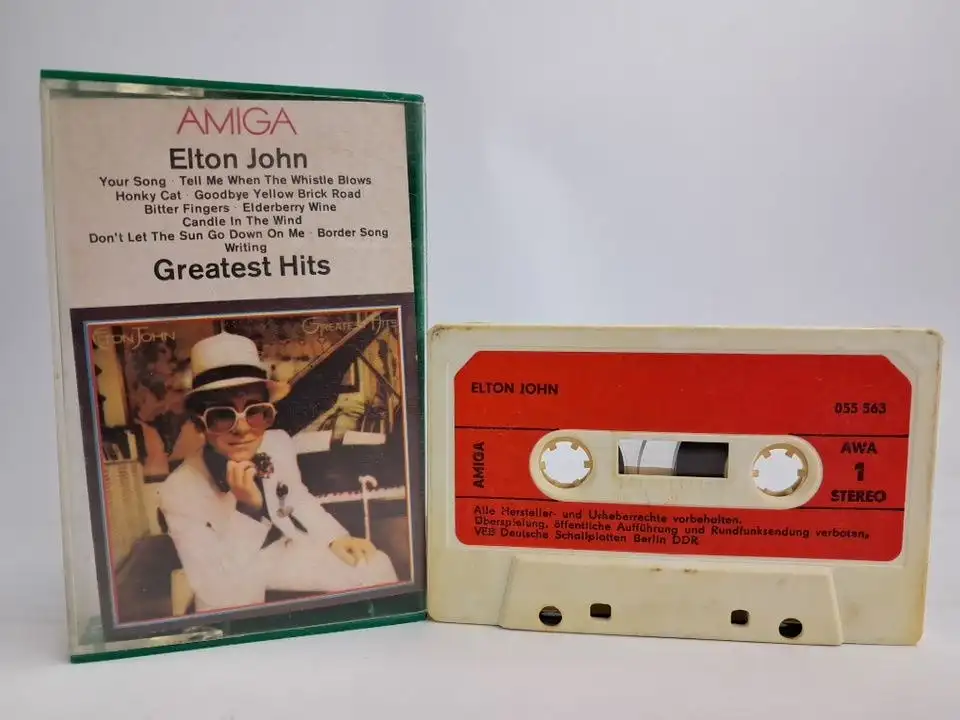 AMIGA
Elton John
Your Song · Tell Me When The Whistle Blows
Honky Cat · Goodbye Yellow Brick Road
Bitter Fingers · Elderberry Wine
Candle In The Wind
Don't Let The Sun Go Down On Me · Border Song
Writing
Greatest Hits
ELTON JOHN
GREATEST HITS
ELTON JOHN
055 563
AMIGA
AWA
1
STEREO
Alle Hersteller- und Urheberrechte vorbehalten.
Überspielung, öffentliche Aufführung und Rundfunksendung verboten.
VEB Deutsche Schallplatten Berlin DDR